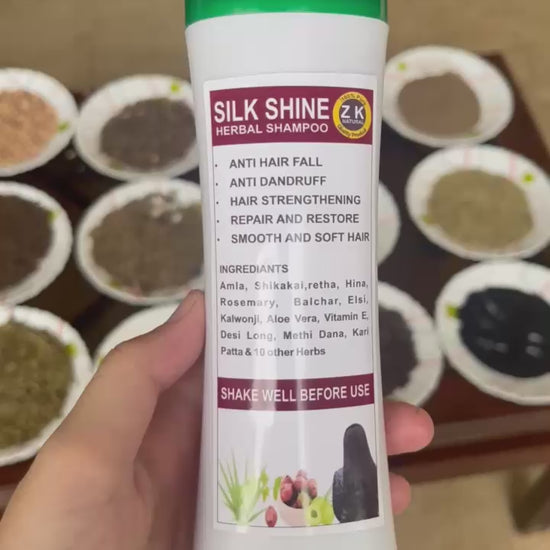 SILK SHINE
HERBAL SHAMPOO
Z K
NATURAL
• ANTI HAIR FALL
• ANTI DANDRUFF
• HAIR STRENGTHENING
• REPAIR AND RESTORE
• SMOOTH AND SOFT HAIR
INGREDIANTS
Amla, Shikakai,retha, Hina,
Rosemary, Balchar, Elsi,
Kalwonji, Aloe Vera, Vitamin E,
Desi Long, Methi Dana, Kari
Patta & 10 other Herbs
SHAKE WELL BEFORE USE